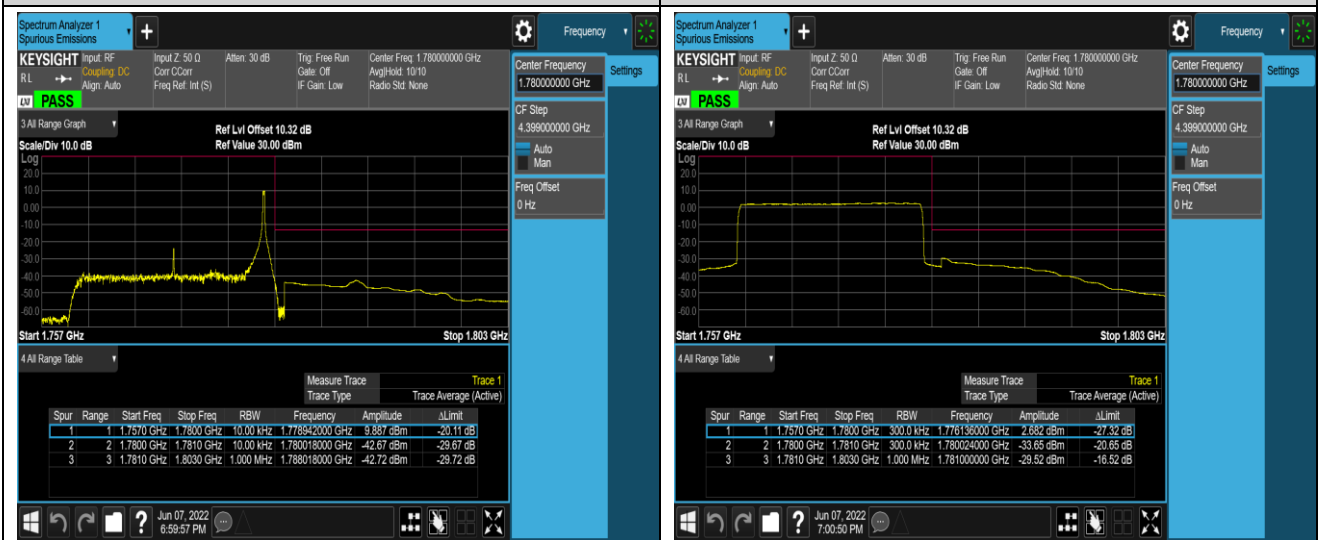 Spectrum Analyzer 1
Spurious Emissions
+
Frequency
KEYSIGHT Input: RF Input Z: 50 Ω Atten: 30 dB Trig: Free Run Center Freq: 1.780000000 GHz
RL Coupling: DC Corr CCorr Gate: Off Avg|Hold: 10/10
Align: Auto Freq Ref: Int (S) IF Gain: Low Radio Std: None
LXI PASS
Center Frequency
1.780000000 GHz
Settings
CF Step
4.399000000 GHz
Auto
Man
Freq Offset
0 Hz
3 All Range Graph
Ref Lvl Offset 10.32 dB
Scale/Div 10.0 dB Ref Value 30.00 dBm
Log
20.0
10.0
0.00
-10.0
-20.0
-30.0
-40.0
-50.0
-60.0
Start 1.757 GHz Stop 1.803 GHz
4 All Range Table
Measure Trace Trace 1
Trace Type Trace Average (Active)
Spur Range Start Freq Stop Freq RBW Frequency Amplitude ΔLimit
1 1 1.7570 GHz 1.7800 GHz 10.00 kHz 1.778942000 GHz 9.887 dBm -20.11 dB
2 2 1.7800 GHz 1.7810 GHz 10.00 kHz 1.780018000 GHz -42.67 dBm -29.67 dB
3 3 1.7810 GHz 1.8030 GHz 1.000 MHz 1.788018000 GHz -42.72 dBm -29.72 dB
?
Jun 07, 2022
6:59:57 PM
Spectrum Analyzer 1
Spurious Emissions
+
Frequency
KEYSIGHT Input: RF Input Z: 50 Ω Atten: 30 dB Trig: Free Run Center Freq: 1.780000000 GHz
RL Coupling: DC Corr CCorr Gate: Off Avg|Hold: 10/10
Align: Auto Freq Ref: Int (S) IF Gain: Low Radio Std: None
LXI PASS
Center Frequency
1.780000000 GHz
Settings
CF Step
4.399000000 GHz
Auto
Man
Freq Offset
0 Hz
3 All Range Graph
Ref Lvl Offset 10.32 dB
Scale/Div 10.0 dB Ref Value 30.00 dBm
Log
20.0
10.0
0.00
-10.0
-20.0
-30.0
-40.0
-50.0
-60.0
Start 1.757 GHz Stop 1.803 GHz
4 All Range Table
Measure Trace Trace 1
Trace Type Trace Average (Active)
Spur Range Start Freq Stop Freq RBW Frequency Amplitude ΔLimit
1 1 1.7570 GHz 1.7800 GHz 300.0 kHz 1.776136000 GHz 2.682 dBm -27.32 dB
2 2 1.7800 GHz 1.7810 GHz 300.0 kHz 1.780024000 GHz -33.65 dBm -20.65 dB
3 3 1.7810 GHz 1.8030 GHz 1.000 MHz 1.781000000 GHz -29.52 dBm -16.52 dB
?
Jun 07, 2022
7:00:50 PM